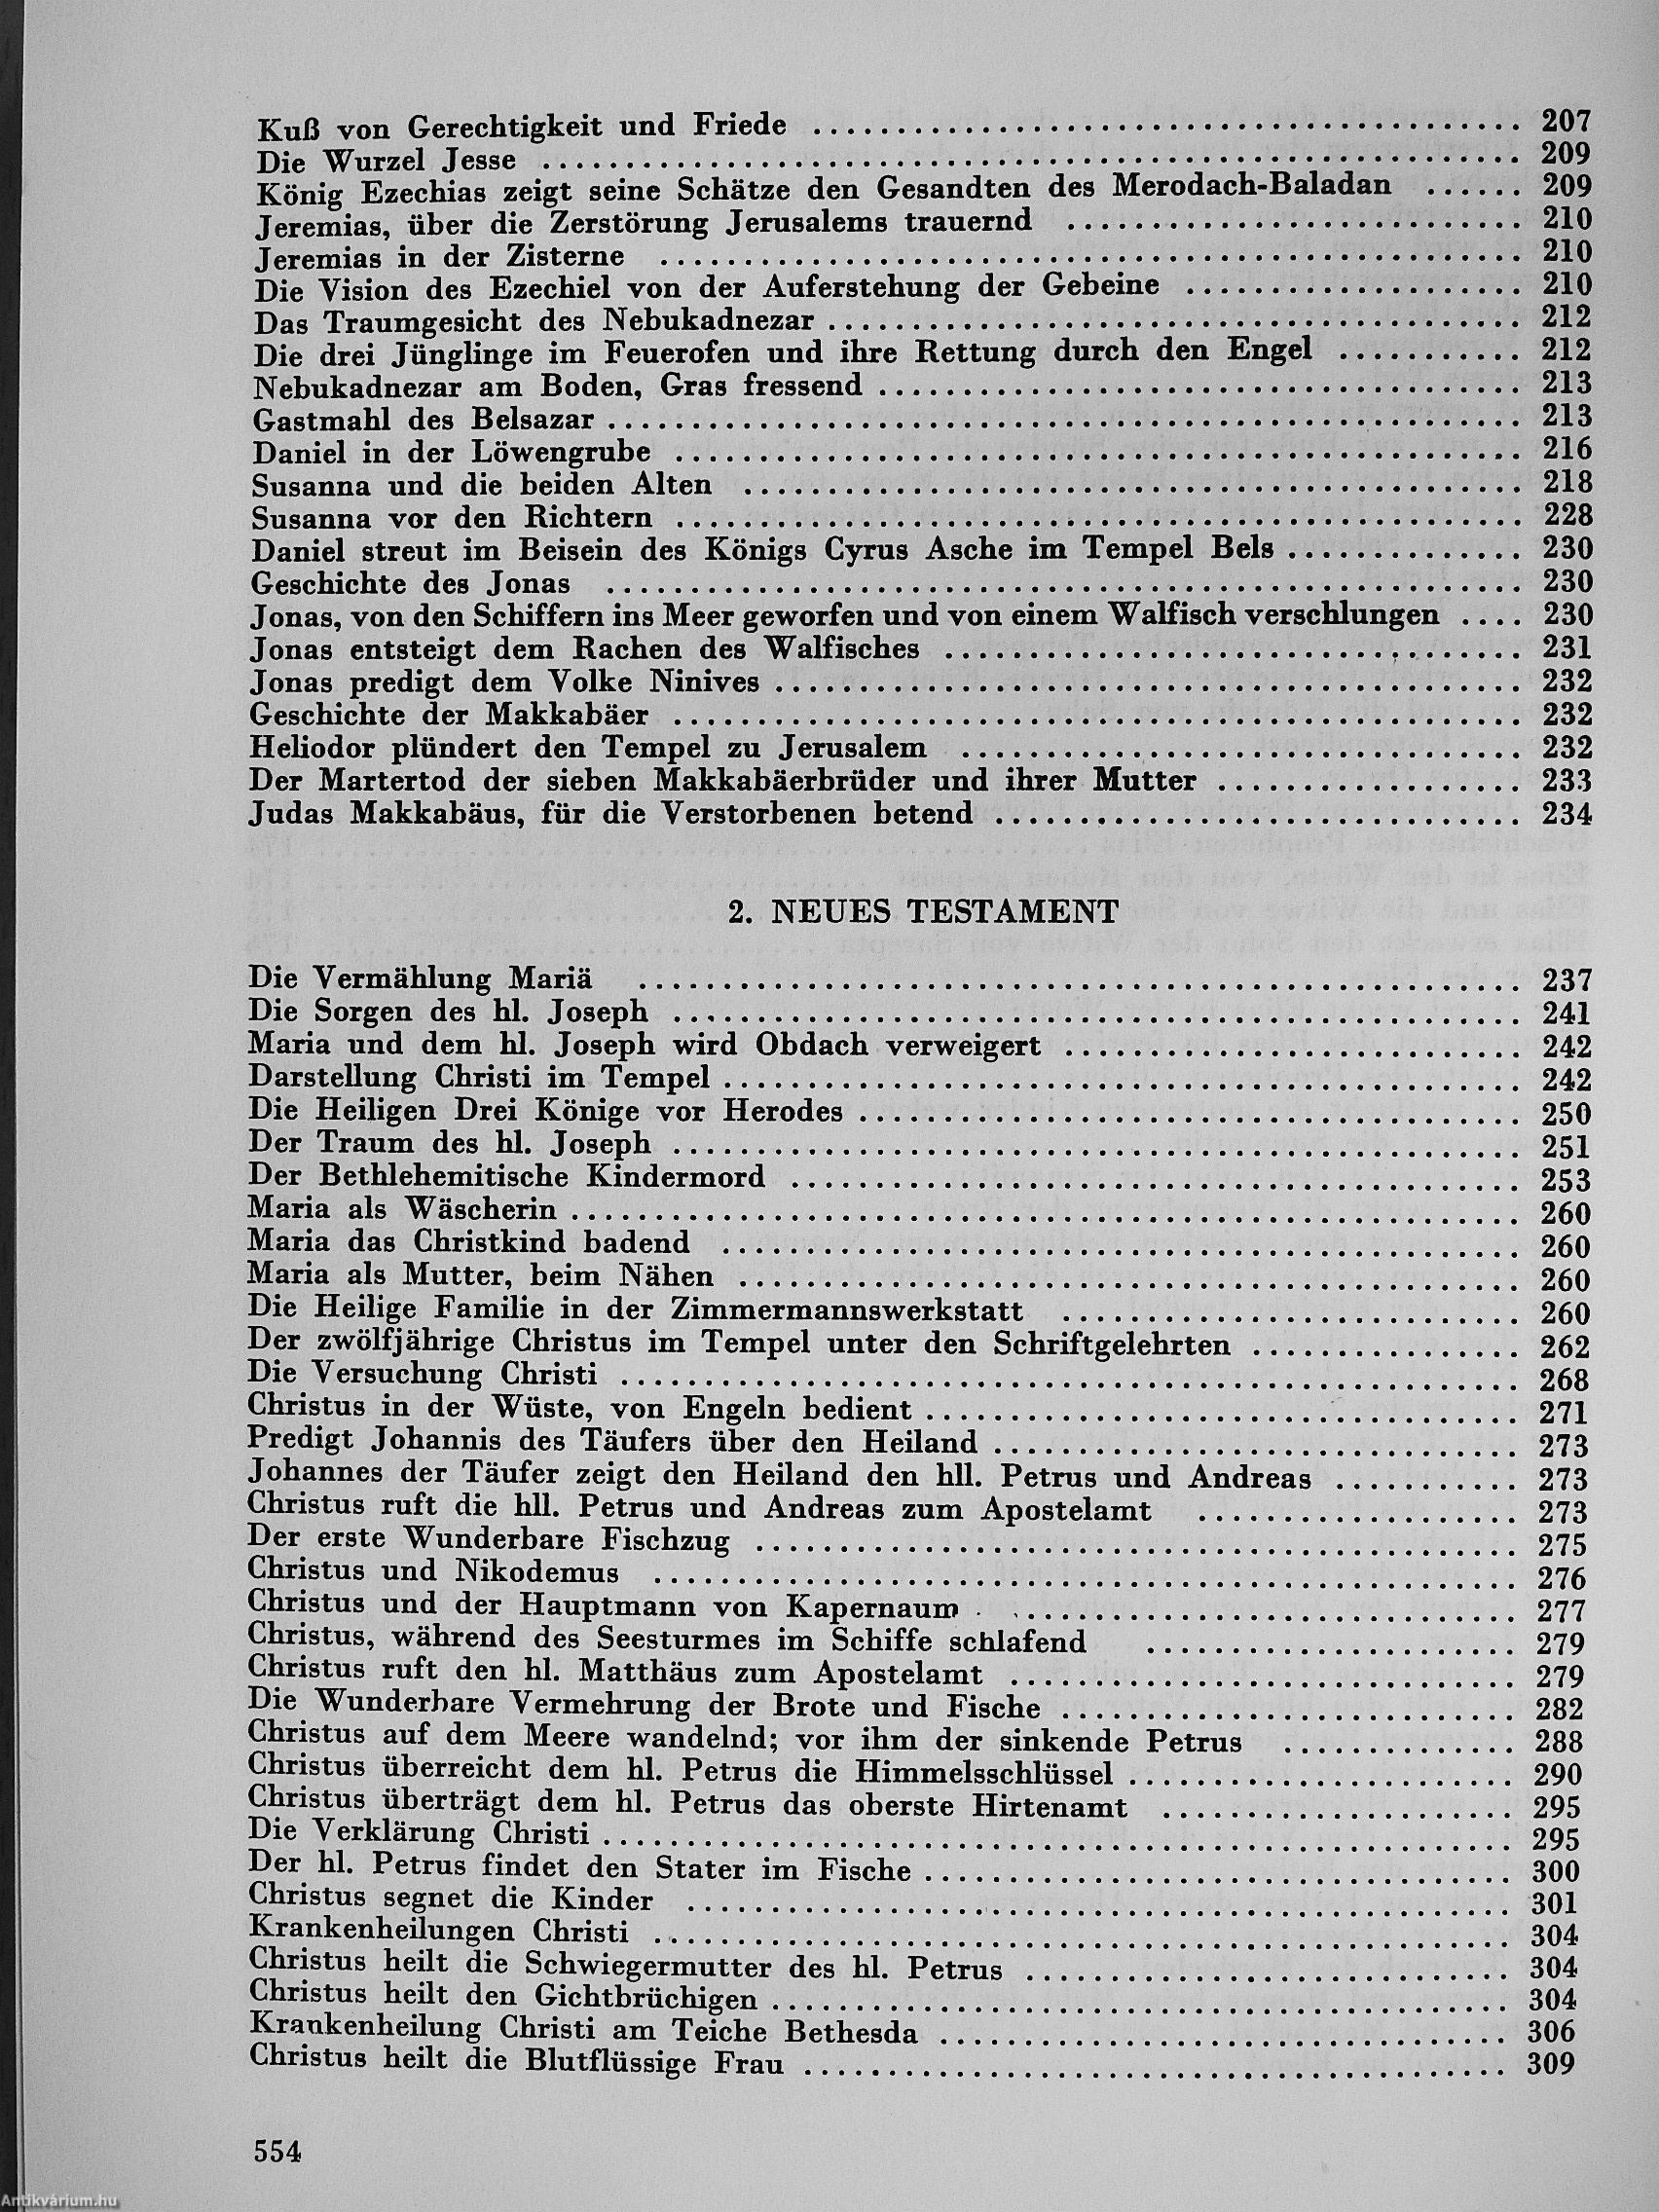 Kuß von Gerechtigkeit und Friede ........................................ 207
Die Wurzel Jesse ........................................ 209
König Ezechias zeigt seine Schätze den Gesandten des Merodach-Baladan ...... 209
Jeremias, über die Zerstörung Jerusalems trauernd ........................... 210
Jeremias in der Zisterne ........................................ 210
Die Vision des Ezechiel von der Auferstehung der Gebeine .................... 210
Das Traumgesicht des Nebukadnezar ........................................ 212
Die drei Jünglinge im Feuerofen und ihre Rettung durch den Engel ........... 212
Nebukadnezar am Boden, Gras fressend ...................................... 213
Gastmahl des Belsazar ........................................ 213
Daniel in der Löwengrube ........................................ 216
Susanna und die beiden Alten ........................................ 218
Susanna vor den Richtern ........................................ 228
Daniel streut im Beisein des Königs Cyrus Asche im Tempel Bels .............. 230
Geschichte des Jonas ........................................ 230
Jonas, von den Schiffern ins Meer geworfen und von einem Walfisch verschlungen .... 230
Jonas entsteigt dem Rachen des Walfisches .................................. 231
Jonas predigt dem Volke Ninives ........................................ 232
Geschichte der Makkabäer ........................................ 232
Heliodor plündert den Tempel zu Jerusalem ................................. 232
Der Martertod der sieben Makkabäerbrüder und ihrer Mutter .................. 233
Judas Makkabäus, für die Verstorbenen betend ............................... 234
2. NEUES TESTAMENT
Die Vermählung Mariä ........................................ 237
Die Sorgen des hl. Joseph ........................................ 241
Maria und dem hl. Joseph wird Obdach verweigert ........................... 242
Darstellung Christi im Tempel ........................................ 242
Die Heiligen Drei Könige vor Herodes ....................................... 250
Der Traum des hl. Joseph ........................................ 251
Der Bethlehemitische Kindermord ........................................ 253
Maria als Wäscherin ........................................ 260
Maria das Christkind badend ........................................ 260
Maria als Mutter, beim Nähen ........................................ 260
Die Heilige Familie in der Zimmermannswerkstatt ........................... 260
Der zwölfjährige Christus im Tempel unter den Schriftgelehrten ................ 262
Die Versuchung Christi ........................................ 268
Christus in der Wüste, von Engeln bedient ................................... 271
Predigt Johannis des Täufers über den Heiland ............................... 273
Johannes der Täufer zeigt den Heiland den hll. Petrus und Andreas ........... 273
Christus ruft die hll. Petrus und Andreas zum Apostelamt ................... 273
Der erste Wunderbare Fischzug ........................................ 275
Christus und Nikodemus ........................................ 276
Christus und der Hauptmann von Kapernaum ............................... 277
Christus, während des Seesturmes im Schiffe schlafend ...................... 279
Christus ruft den hl. Matthäus zum Apostelamt .............................. 279
Die Wunderbare Vermehrung der Brote und Fische ........................... 282
Christus auf dem Meere wandelnd; vor ihm der sinkende Petrus .............. 288
Christus überreicht dem hl. Petrus die Himmelsschlüssel ....................... 290
Christus überträgt dem hl. Petrus das oberste Hirtenamt ..................... 295
Die Verklärung Christi ........................................ 295
Der hl. Petrus findet den Stater im Fische ................................... 300
Christus segnet die Kinder ........................................ 301
Krankenheilungen Christi ........................................ 304
Christus heilt die Schwiegermutter des hl. Petrus ............................. 304
Christus heilt den Gichtbrüchigen ........................................ 304
Krankenheilung Christi am Teiche Bethesda .................................. 306
Christus heilt die Blutflüssige Frau ........................................ 309
554
Antikvárium.hu